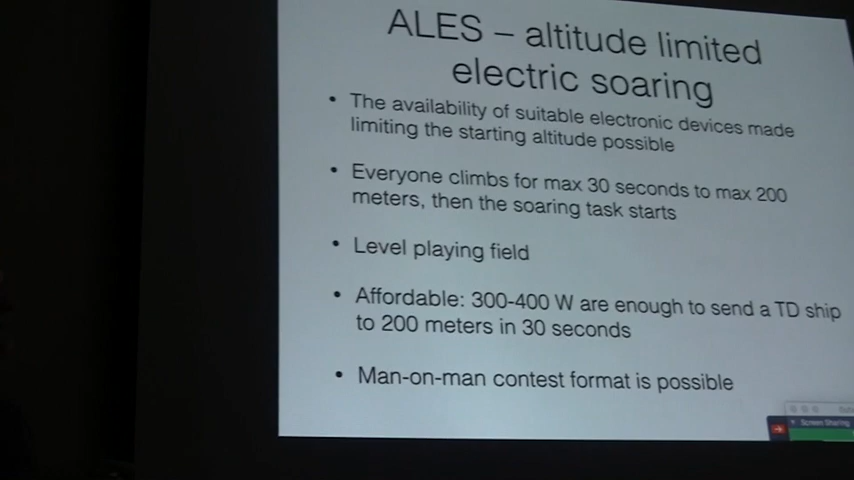 ALES – altitude limited
electric soaring
• The availability of suitable electronic devices made
limiting the starting altitude possible
• Everyone climbs for max 30 seconds to max 200
meters, then the soaring task starts
• Level playing field
• Affordable: 300-400 W are enough to send a TD ship
to 200 meters in 30 seconds
• Man-on-man contest format is possible
Screen Sharing